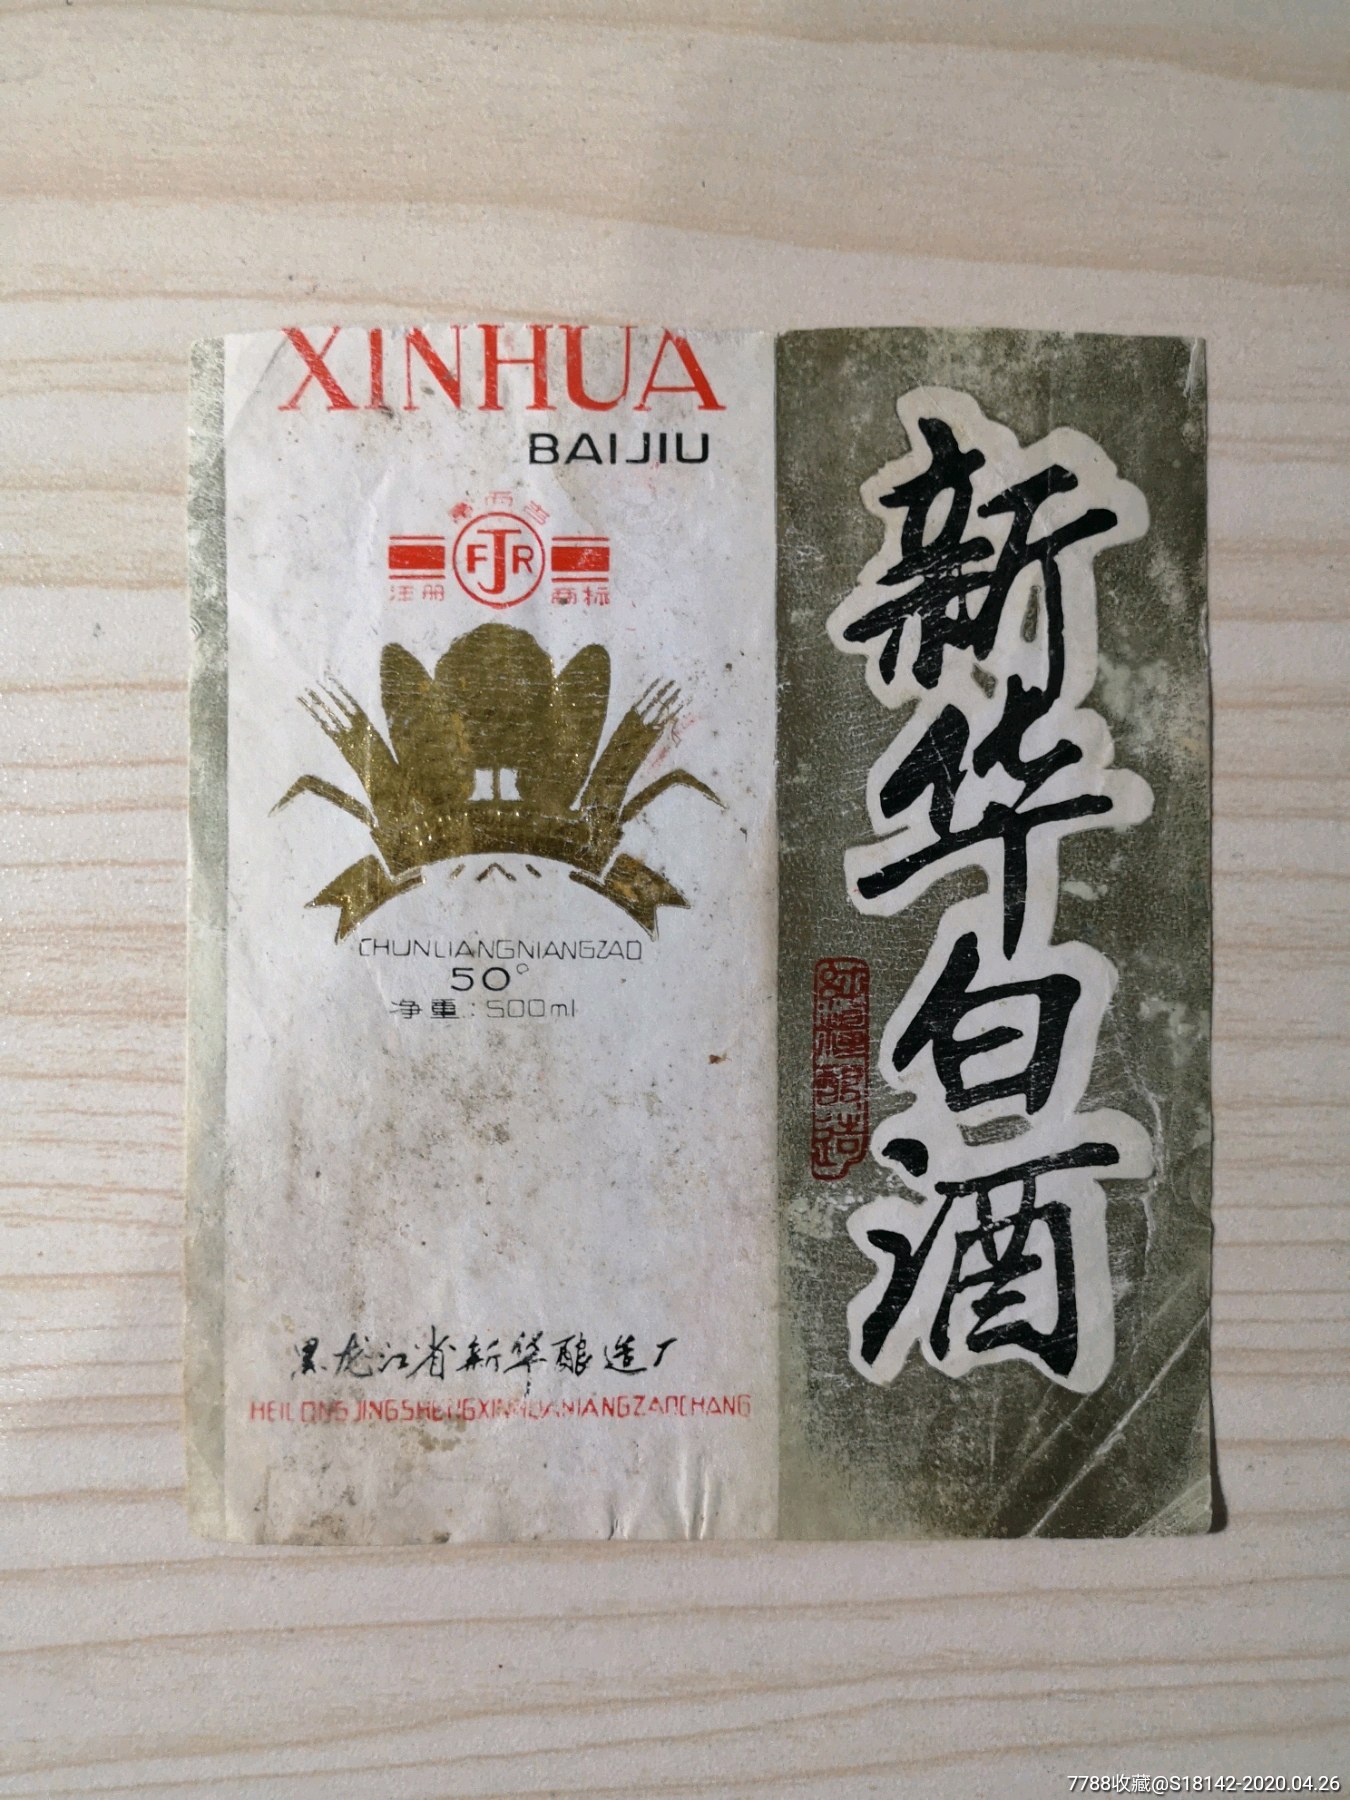 XINHUA
BAIJIU
FJR
注册 商标
CHUNLIANGNIANGZAO
50°
净重:500ml
黑龙江省新华酿造厂
HEILONGJIANGSHENGXINHUANIANGZAOCHANG
新华白酒
纯粮酿造
7788收藏@S18142-2020.04.26